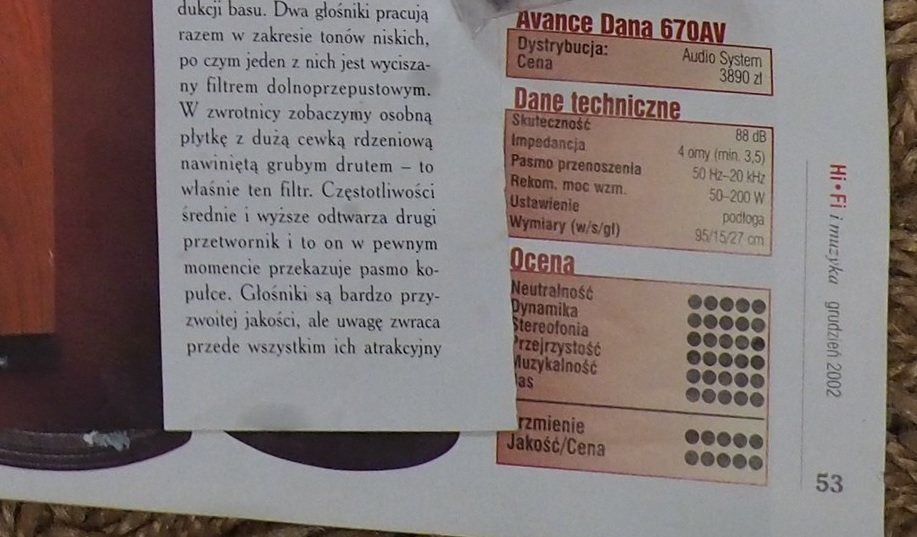 dukcji basu. Dwa głośniki pracują
razem w zakresie tonów niskich,
po czym jeden z nich jest wycisza-
ny filtrem dolnoprzepustowym.
W zwrotnicy zobaczymy osobną
płytkę z dużą cewką rdzeniową
nawiniętą grubym drutem – to
właśnie ten filtr. Częstotliwości
średnie i wyższe odtwarza drugi
przetwornik i to on w pewnym
momencie przekazuje pasmo ko-
pułce. Głośniki są bardzo przy-
zwoitej jakości, ale uwagę zwraca
przede wszystkim ich atrakcyjny
Avance Dana 670AV
Dystrybucja: Audio System
Cena 3890 zł
Dane techniczne
Skuteczność 88 dB
Impedancja 4 omy (min. 3,5)
Pasmo przenoszenia 50 Hz–20 kHz
Rekom. moc wzm. 50–200 W
Ustawienie podłoga
Wymiary (w/s/gł) 95/15/27 cm
Ocena
Neutralność
Dynamika
Stereofonia
Przejrzystość
Muzykalność
as
rzmienie
Jakość/Cena
Hi•Fi i muzyka grudzień 2002
53